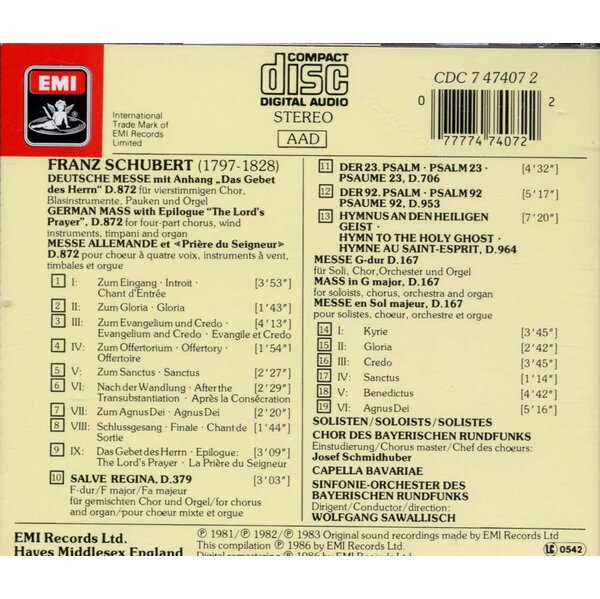 EMI
International
Trade Mark of
EMI Records
Limited
COMPACT
disc
DIGITAL AUDIO
STEREO
AAD
CDC 7 47407 2
0
77774 74072
2
FRANZ SCHUBERT (1797-1828)
DEUTSCHE MESSE mit Anhang „Das Gebet
des Herrn" D.872 für vierstimmigen Chor,
Blasinstrumente, Pauken und Orgel
GERMAN MASS with Epilogue "The Lord's
Prayer", D.872 for four-part chorus, wind
instruments, timpani and organ
MESSE ALLEMANDE et «Prière du Seigneur»
D.872 pour chœur à quatre voix, instruments à vent,
timbales et orgue
1 I: Zum Eingang · Introit · [3'53"]
Chant d'Entrée
2 II: Zum Gloria · Gloria [1'43"]
3 III: Zum Evangelium und Credo · [4'13"]
Evangelium and Credo · Evangile et Credo
4 IV: Zum Offertorium · Offertory · [1'54"]
Offertoire
5 V: Zum Sanctus · Sanctus [2'27"]
6 VI: Nach der Wandlung · After the [2'29"]
Transubstantiation · Après la Consécration
7 VII: Zum Agnus Dei · Agnus Dei [2'20"]
8 VIII: Schlussgesang · Finale · Chant de [1'44"]
Sortie
9 IX: Das Gebet des Herrn · Epilogue: [3'09"]
The Lord's Prayer · La Prière du Seigneur
10 SALVE REGINA, D.379 [3'03"]
F-dur/F major/Fa majeur
für gemischten Chor und Orgel/for chorus
and organ/pour chœur mixte et orgue
11 DER 23. PSALM · PSALM 23 · [4'32"]
PSAUME 23, D.706
12 DER 92. PSALM · PSALM 92 [5'17"]
PSAUME 92, D.953
13 HYMNUS AN DEN HEILIGEN [7'20"]
GEIST ·
HYMN TO THE HOLY GHOST ·
HYMNE AU SAINT-ESPRIT, D.964
MESSE G-dur D.167
für Soli, Chor, Orchester und Orgel
MASS in G major, D.167
for soloists, chorus, orchestra and organ
MESSE en Sol majeur, D.167
pour solistes, chœur, orchestre et orgue
14 I: Kyrie [3'45"]
15 II: Gloria [2'42"]
16 III: Credo [3'45"]
17 IV: Sanctus [1'14"]
18 V: Benedictus [4'42"]
19 VI: Agnus Dei [5'16"]
SOLISTEN/SOLOISTS/SOLISTES
CHOR DES BAYERISCHEN RUNDFUNKS
Einstudierung/Chorus master/Chef des chœurs:
Josef Schmidhuber
CAPELLA BAVARIAE
SINFONIE-ORCHESTER DES
BAYERISCHEN RUNDFUNKS
Dirigent/Conductor/direction:
WOLFGANG SAWALLISCH
EMI Records Ltd.
Hayes Middlesex England
℗ 1981/℗ 1982/℗ 1983 Original sound recordings made by EMI Records Ltd.
This compilation ℗ 1986 by EMI Records Ltd.
Digital remastering ℗ 1986 by EMI Records Ltd.
LC 0542